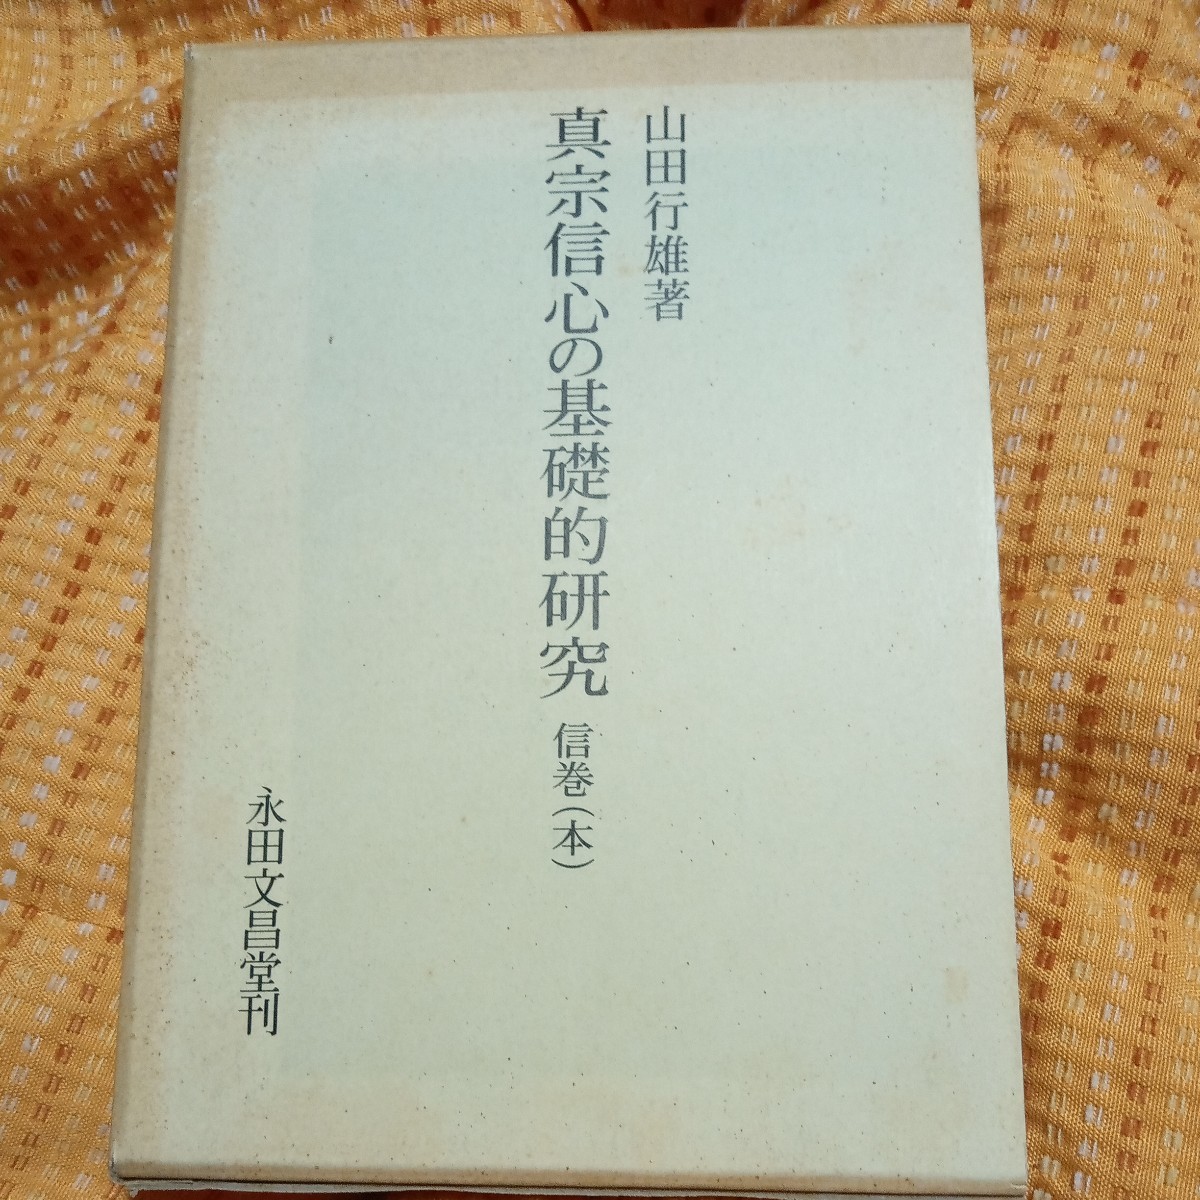 山田行雄著
真宗信心の基礎的研究 信巻(本)
永田文昌堂刊